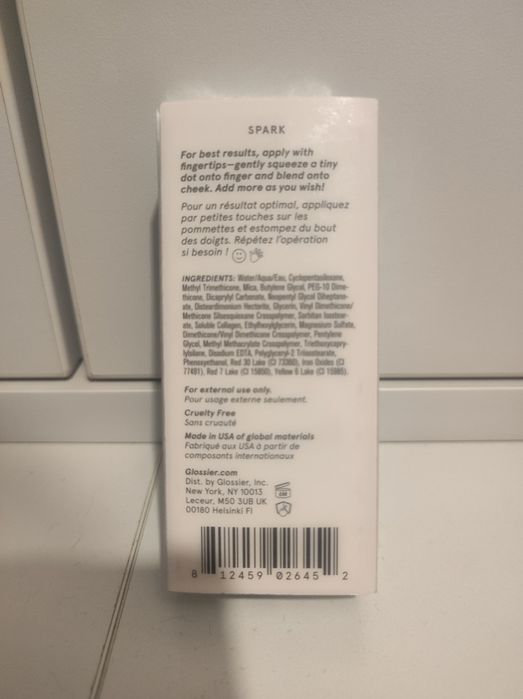 SPARK
For best results, apply with
fingertips—gently squeeze a tiny
dot onto finger and blend onto
cheek. Add more as you wish!
Pour un résultat optimal, appliquez
par petites touches sur les
pommettes et estompez du bout
des doigts. Répétez l'opération
si besoin !
INGREDIENTS: Water/Aqua/Eau, Cyclopentasiloxane,
Methyl Trimethicone, Mica, Butylene Glycol, PEG-10 Dime-
thicone, Dicaprylyl Carbonate, Neopentyl Glycol Diheptano-
ate, Disteardimonium Hectorite, Glycerin, Vinyl Dimethicone/
Methicone Silsesquioxane Crosspolymer, Sorbitan Isostear-
ate, Soluble Collagen, Ethylhexylglycerin, Magnesium Sulfate,
Dimethicone/Vinyl Dimethicone Crosspolymer, Pentylene
Glycol, Methyl Methacrylate Crosspolymer, Triethoxycapry-
lylsilane, Disodium EDTA, Polyglyceryl-2 Triisostearate,
Phenoxyethanol, Red 30 Lake (CI 73360), Iron Oxides (CI
77491), Red 7 Lake (CI 15850), Yellow 6 Lake (CI 15985).
For external use only.
Pour usage externe seulement.
Cruelty Free
Sans cruauté
Made in USA of global materials
Fabriqué aux USA à partir de
composants internationaux
Glossier.com
Dist. by Glossier, Inc.
New York, NY 10013
Leceur, M50 3UB UK
00180 Helsinki FI
6M
8 12459 02645 2